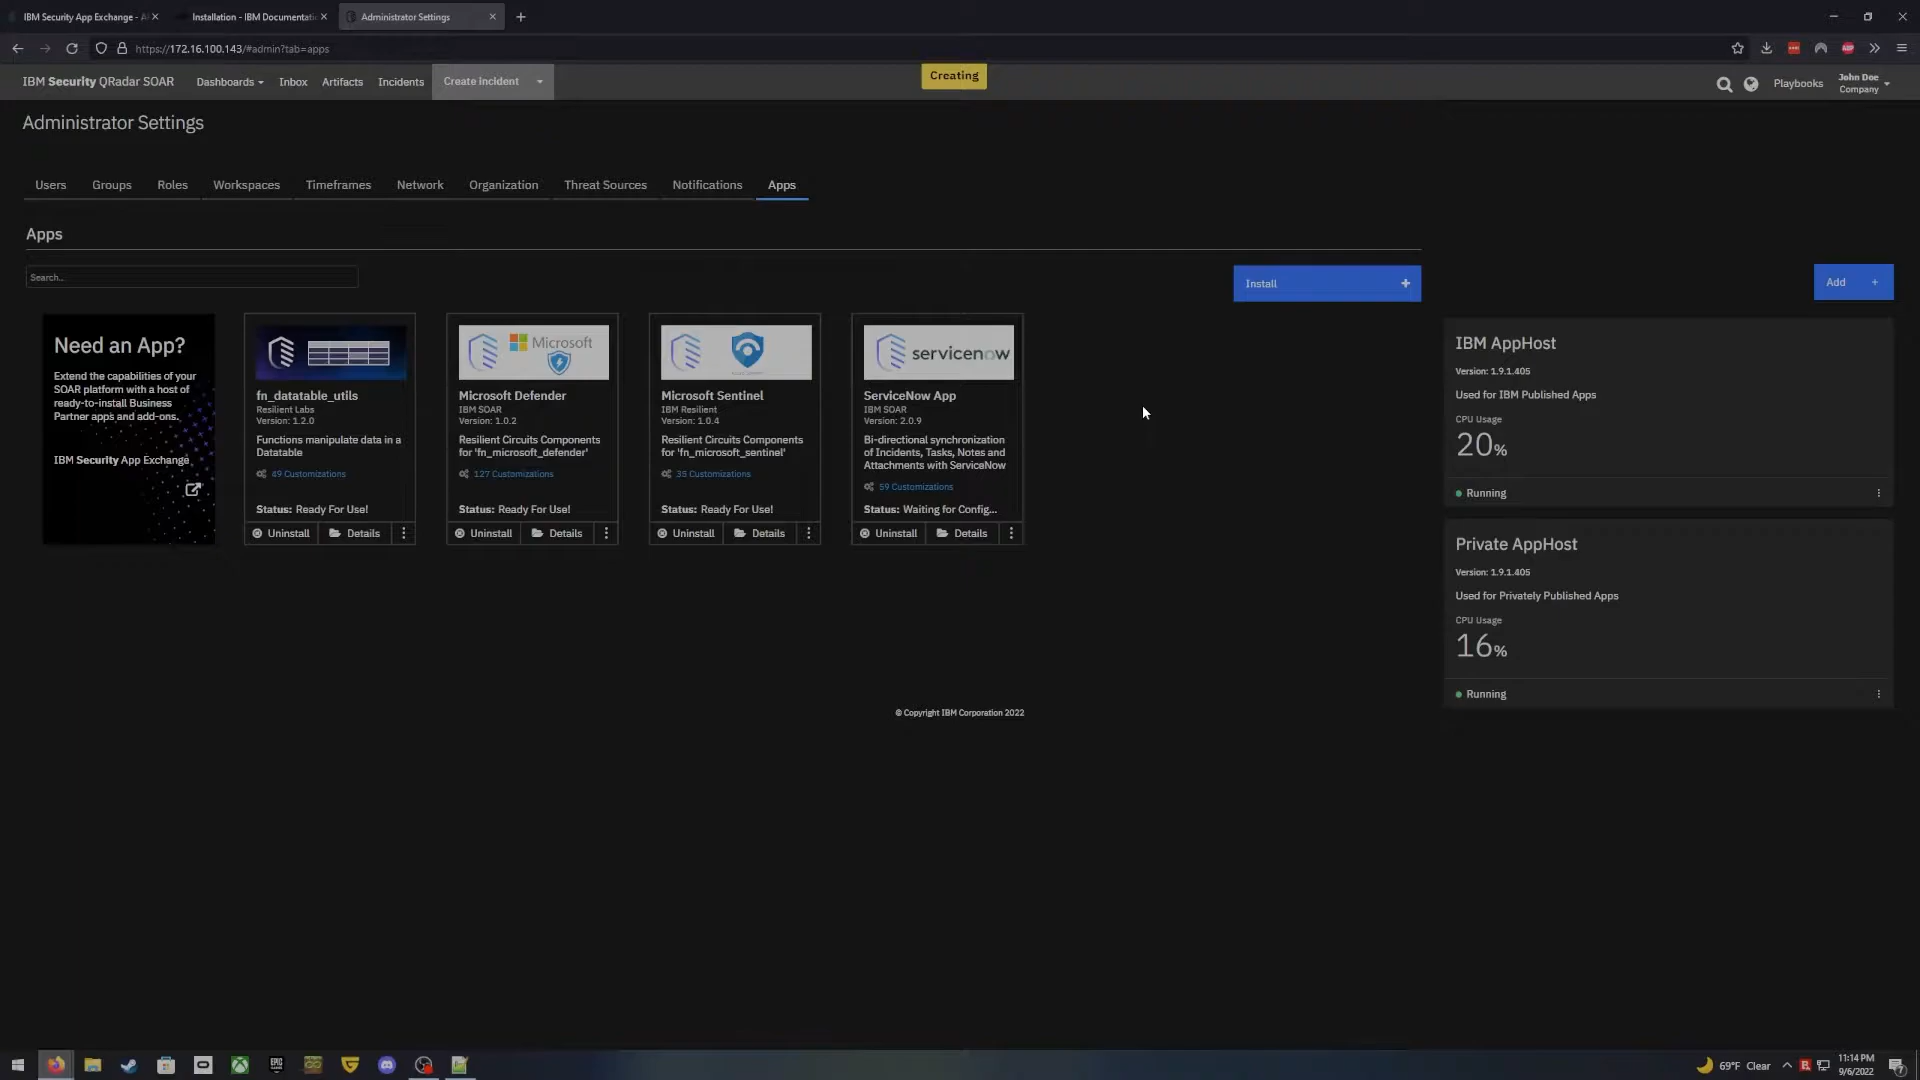 IBM Security App Exchange - A
Installation - IBM Documentati
Administrator Settings
https://172.16.100.143/#admin?tab=apps
IBM Security QRadar SOAR
Dashboards
Inbox
Artifacts
Incidents
Create incident
Creating
Playbooks
John Doe
Company
Administrator Settings
Users
Groups
Roles
Workspaces
Timeframes
Network
Organization
Threat Sources
Notifications
Apps
Apps
Search...
Install +
Add +
Need an App?
Extend the capabilities of your
SOAR platform with a host of
ready-to-install Business
Partner apps and add-ons.
IBM Security App Exchange
fn_datatable_utils
Resilient Labs
Version: 1.2.0
Functions manipulate data in a
Datatable
49 Customizations
Status: Ready For Use!
Uninstall
Details
Microsoft
Microsoft Defender
IBM SOAR
Version: 1.0.2
Resilient Circuits Components
for 'fn_microsoft_defender'
127 Customizations
Status: Ready For Use!
Uninstall
Details
Microsoft Sentinel
IBM Resilient
Version: 1.0.4
Resilient Circuits Components
for 'fn_microsoft_sentinel'
35 Customizations
Status: Ready For Use!
Uninstall
Details
servicenow
ServiceNow App
IBM SOAR
Version: 2.0.9
Bi-directional synchronization
of Incidents, Tasks, Notes and
Attachments with ServiceNow
59 Customizations
Status: Waiting for Config...
Uninstall
Details
IBM AppHost
Version: 1.9.1.405
Used for IBM Published Apps
CPU Usage
20%
Running
Private AppHost
Version: 1.9.1.405
Used for Privately Published Apps
CPU Usage
16%
Running
© Copyright IBM Corporation 2022
69°F Clear
11:14 PM
9/6/2022